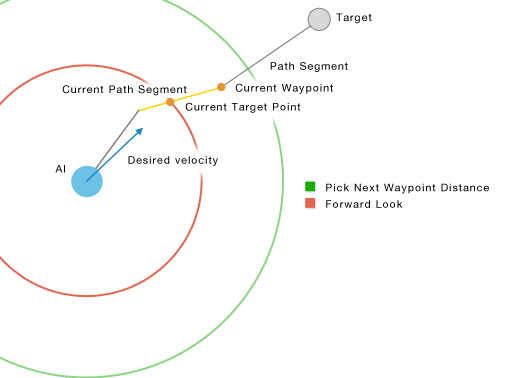 Target
Path Segment
Current Path Segment
Current Waypoint
Current Target Point
Desired velocity
AI
Pick Next Waypoint Distance
Forward Look